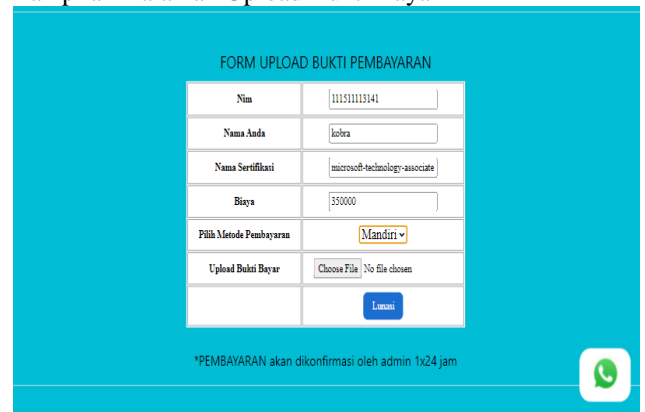 FORM UPLOAD BUKTI PEMBAYARAN
Nim 111511113141
Nama Anda kobra
Nama Sertifikasi microsoft-technology-associate
Biaya 350000
Pilih Metode Pembayaran Mandiri
Upload Bukti Bayar Choose File No file chosen
Lunasi
*PEMBAYARAN akan dikonfirmasi oleh admin 1x24 jam